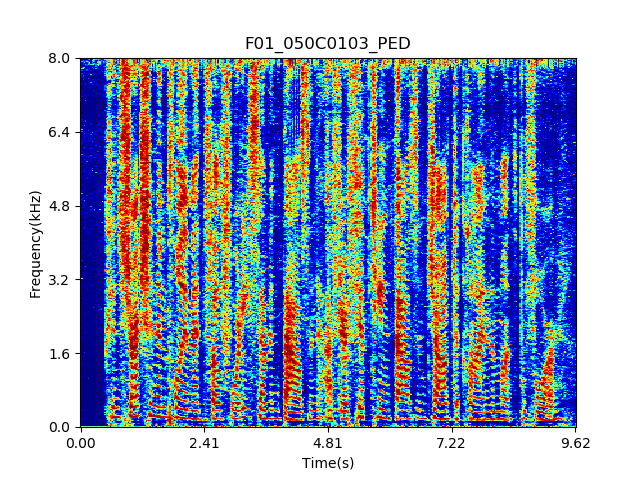 F01_050C0103_PED
8.0
6.4
4.8
3.2
1.6
0.0
Frequency(kHz)
0.00 2.41 4.81 7.22 9.62
Time(s)